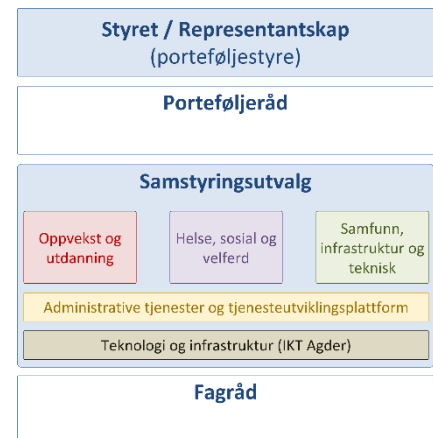 Styret / Representantskap
(porteføljestyre)
Porteføljeråd
Samstyringsutvalg
Oppvekst og
utdanning
Helse, sosial og
velferd
Samfunn,
infrastruktur og
teknisk
Administrative tjenester og tjenesteutviklingsplattform
Teknologi og infrastruktur (IKT Agder)
Fagråd